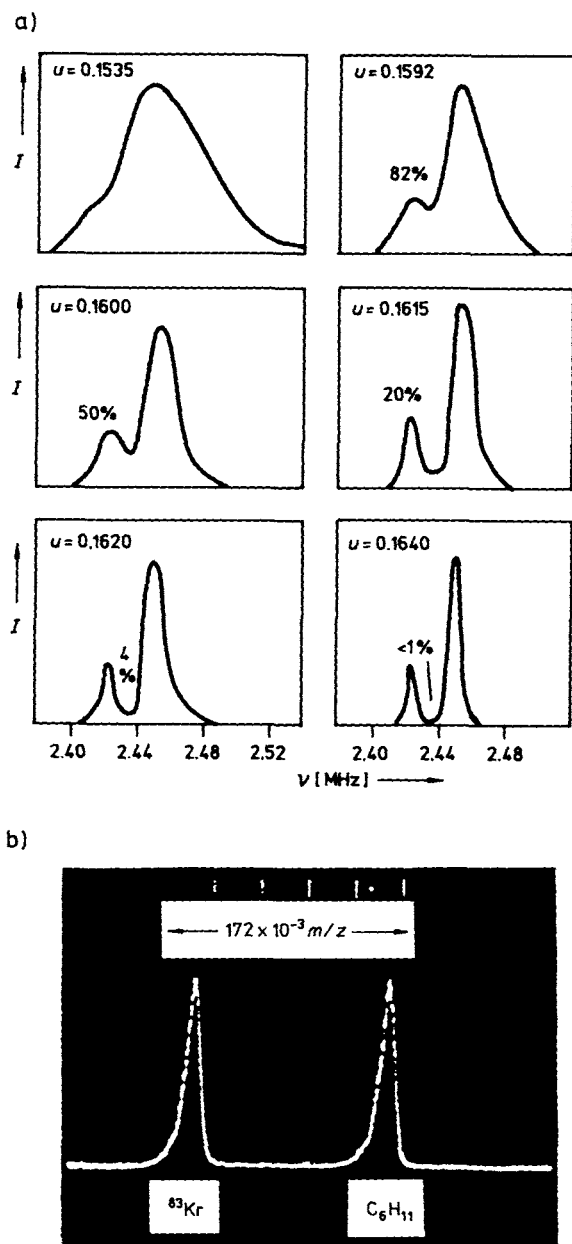 a)
u = 0.1535
I
u = 0.1592
82%
u = 0.1600
I
50%
u = 0.1615
20%
u = 0.1620
I
4
%
u = 0.1640
<1%
2.40 2.44 2.48 2.52
2.40 2.44 2.48
ν [MHz]
b)
172 x 10⁻³ m/z
⁸³Kr
C₆H₁₁